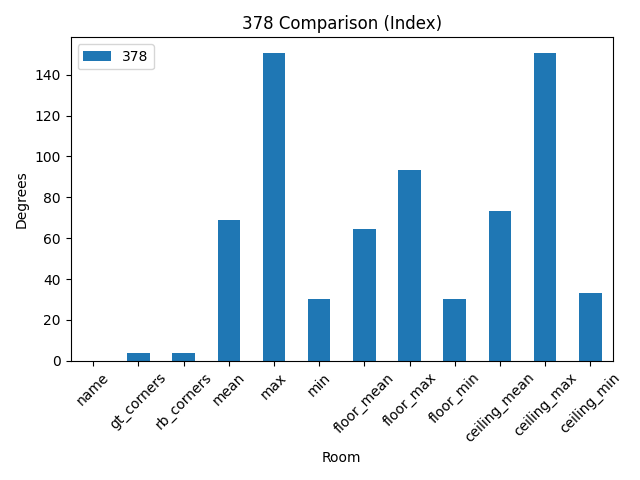 378 Comparison (Index)
378
Degrees
140
120
100
80
60
40
20
0
name
gt_corners
rb_corners
mean
max
min
floor_mean
floor_max
floor_min
ceiling_mean
ceiling_max
ceiling_min
Room